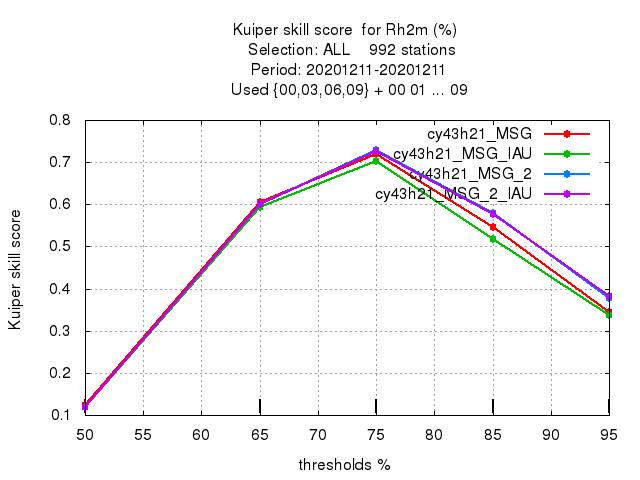 Kuiper skill score  for Rh2m (%)
Selection: ALL    992 stations
Period: 20201211-20201211
Used {00,03,06,09} + 00 01 ... 09
0.8
0.7
0.6
0.5
0.4
0.3
0.2
0.1
Kuiper skill score
cy43h21_MSG
cy43h21_MSG_IAU
cy43h21_MSG_2
cy43h21_MSG_2_IAU
50 55 60 65 70 75 80 85 90 95
thresholds %